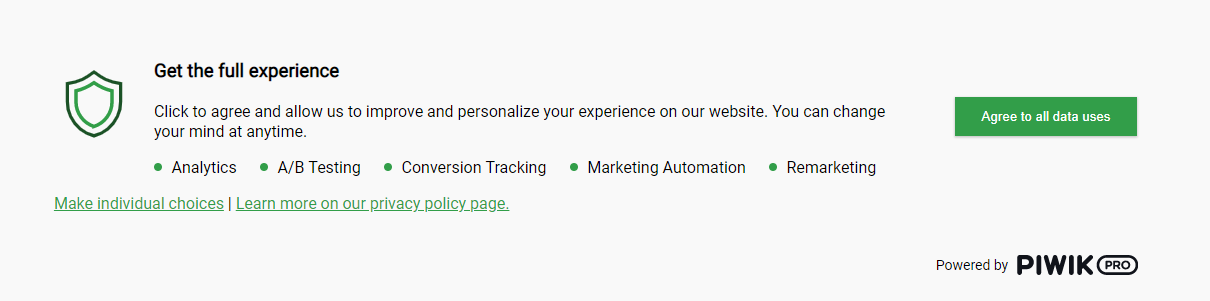 Get the full experience
Click to agree and allow us to improve and personalize your experience on our website. You can change
your mind at anytime.
Agree to all data uses
Analytics A/B Testing Conversion Tracking Marketing Automation Remarketing
Make individual choices | Learn more on our privacy policy page.
Powered by PIWIK PRO